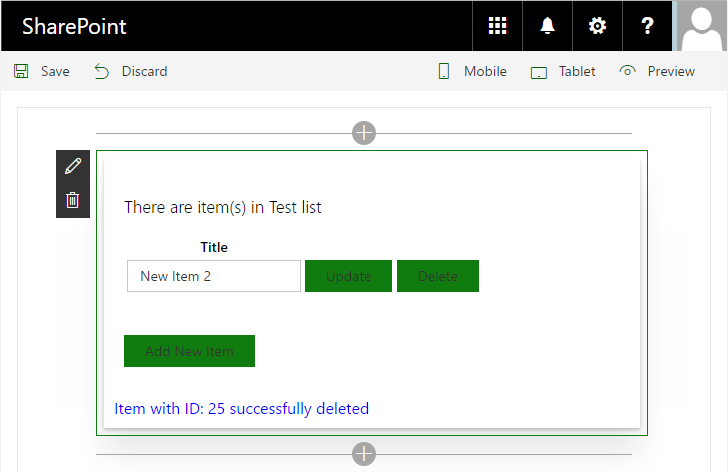 SharePoint ?
Save Discard Mobile Tablet Preview
There are item(s) in Test list
Title
New Item 2 Update Delete
Add New Item
Item with ID: 25 successfully deleted